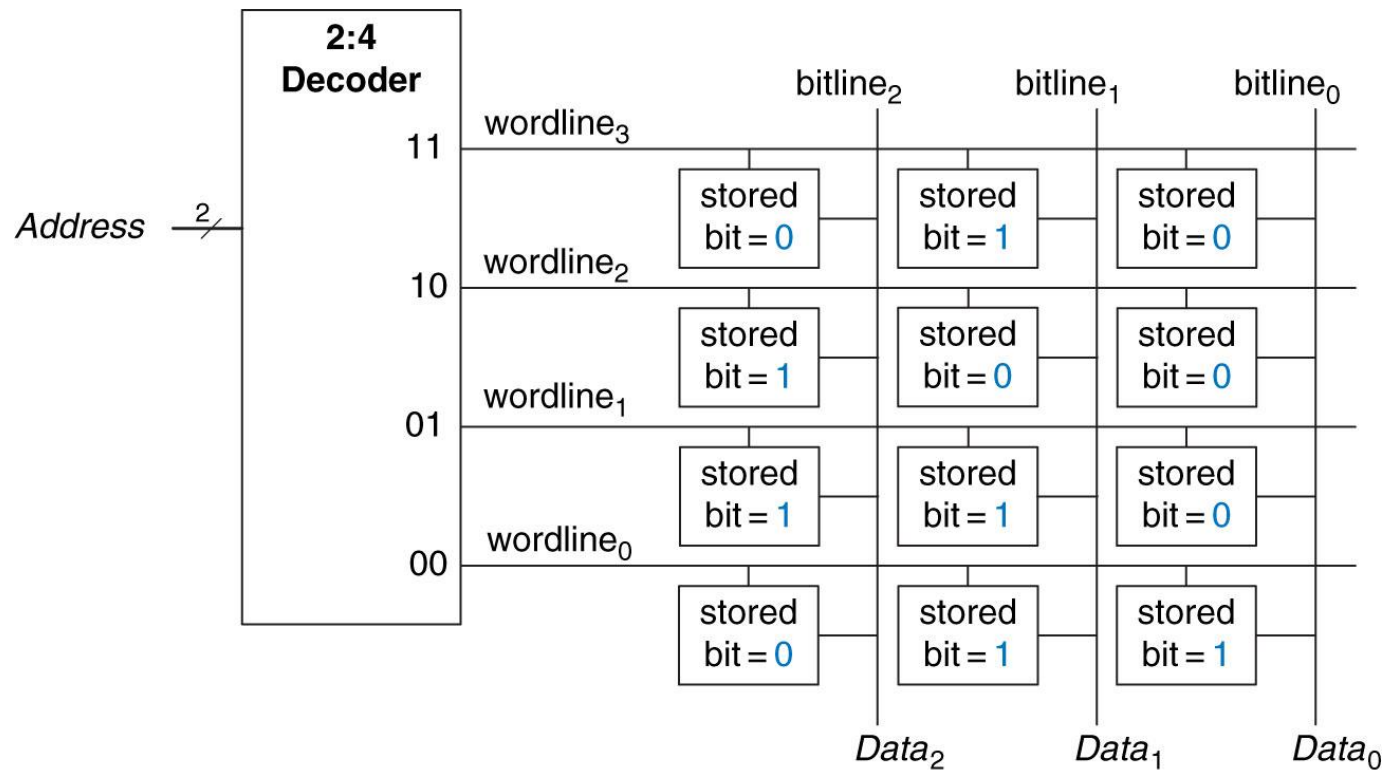 2:4
Decoder
bitline₂ bitline₁ bitline₀
wordline₃
11
stored stored stored
bit = 0 bit = 1 bit = 0
Address 2
wordline₂
10
stored stored stored
bit = 1 bit = 0 bit = 0
wordline₁
01
stored stored stored
bit = 1 bit = 1 bit = 0
wordline₀
00
stored stored stored
bit = 0 bit = 1 bit = 1
Data₂ Data₁ Data₀